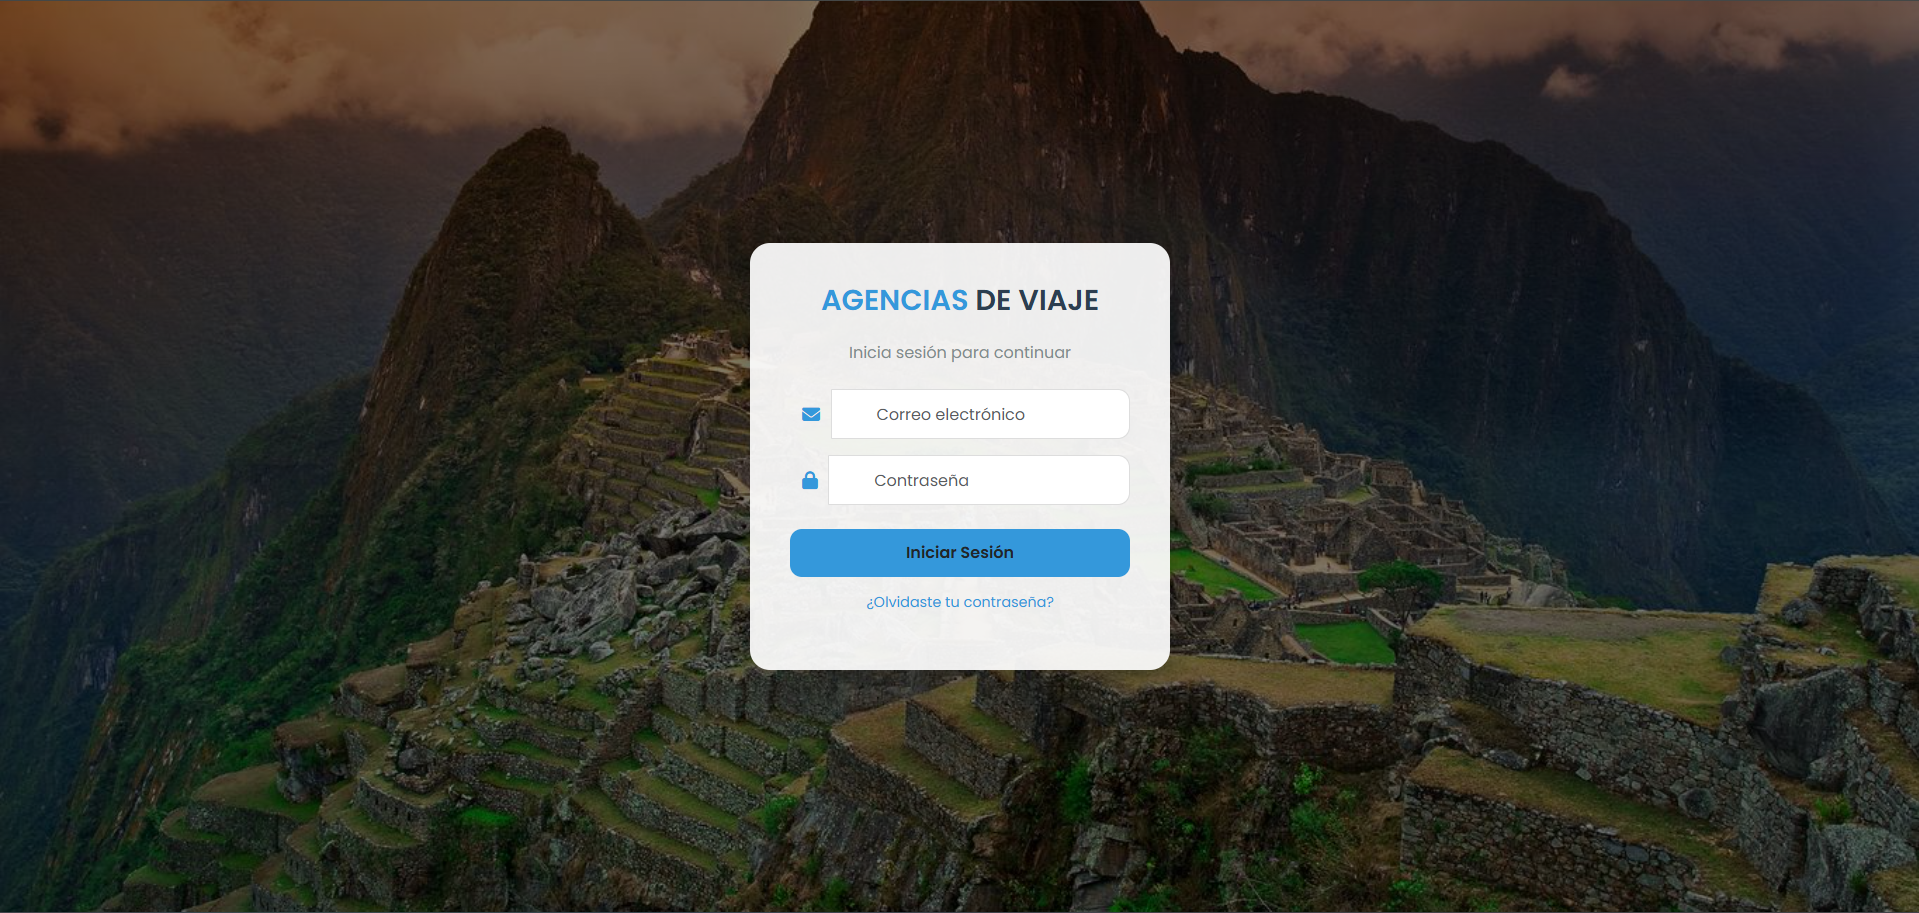 AGENCIAS DE VIAJE
Inicia sesión para continuar
Correo electrónico
Contraseña
Iniciar Sesión
¿Olvidaste tu contraseña?